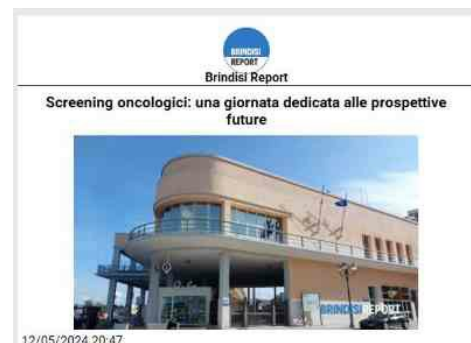 BRINDISI
REPORT
Brindisi Report
Screening oncologici: una giornata dedicata alle prospettive
future
BRINDISI REPORT
12/05/2024 20:47